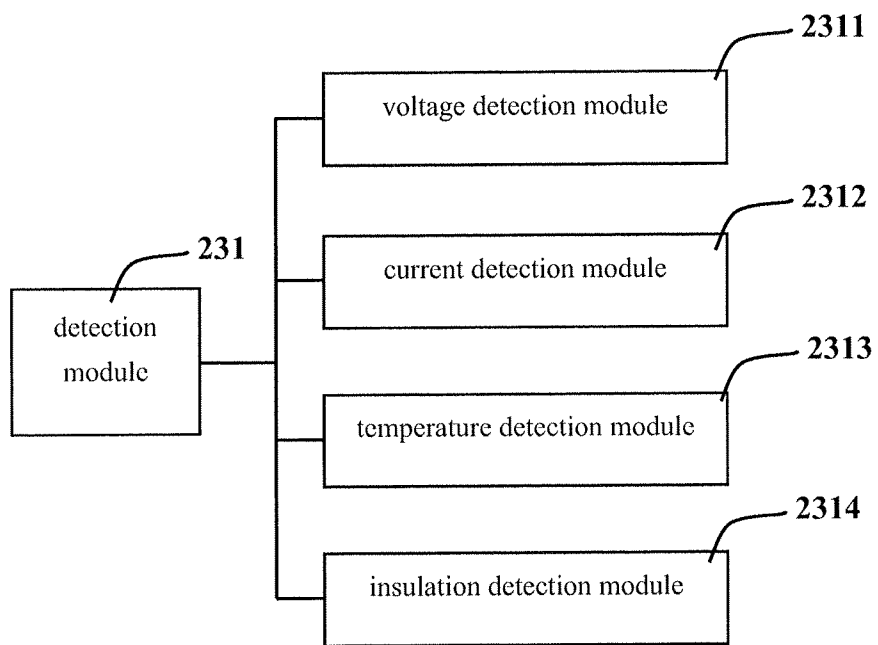 2311
voltage detection module
2312
current detection module
231
detection
module
2313
temperature detection module
2314
insulation detection module